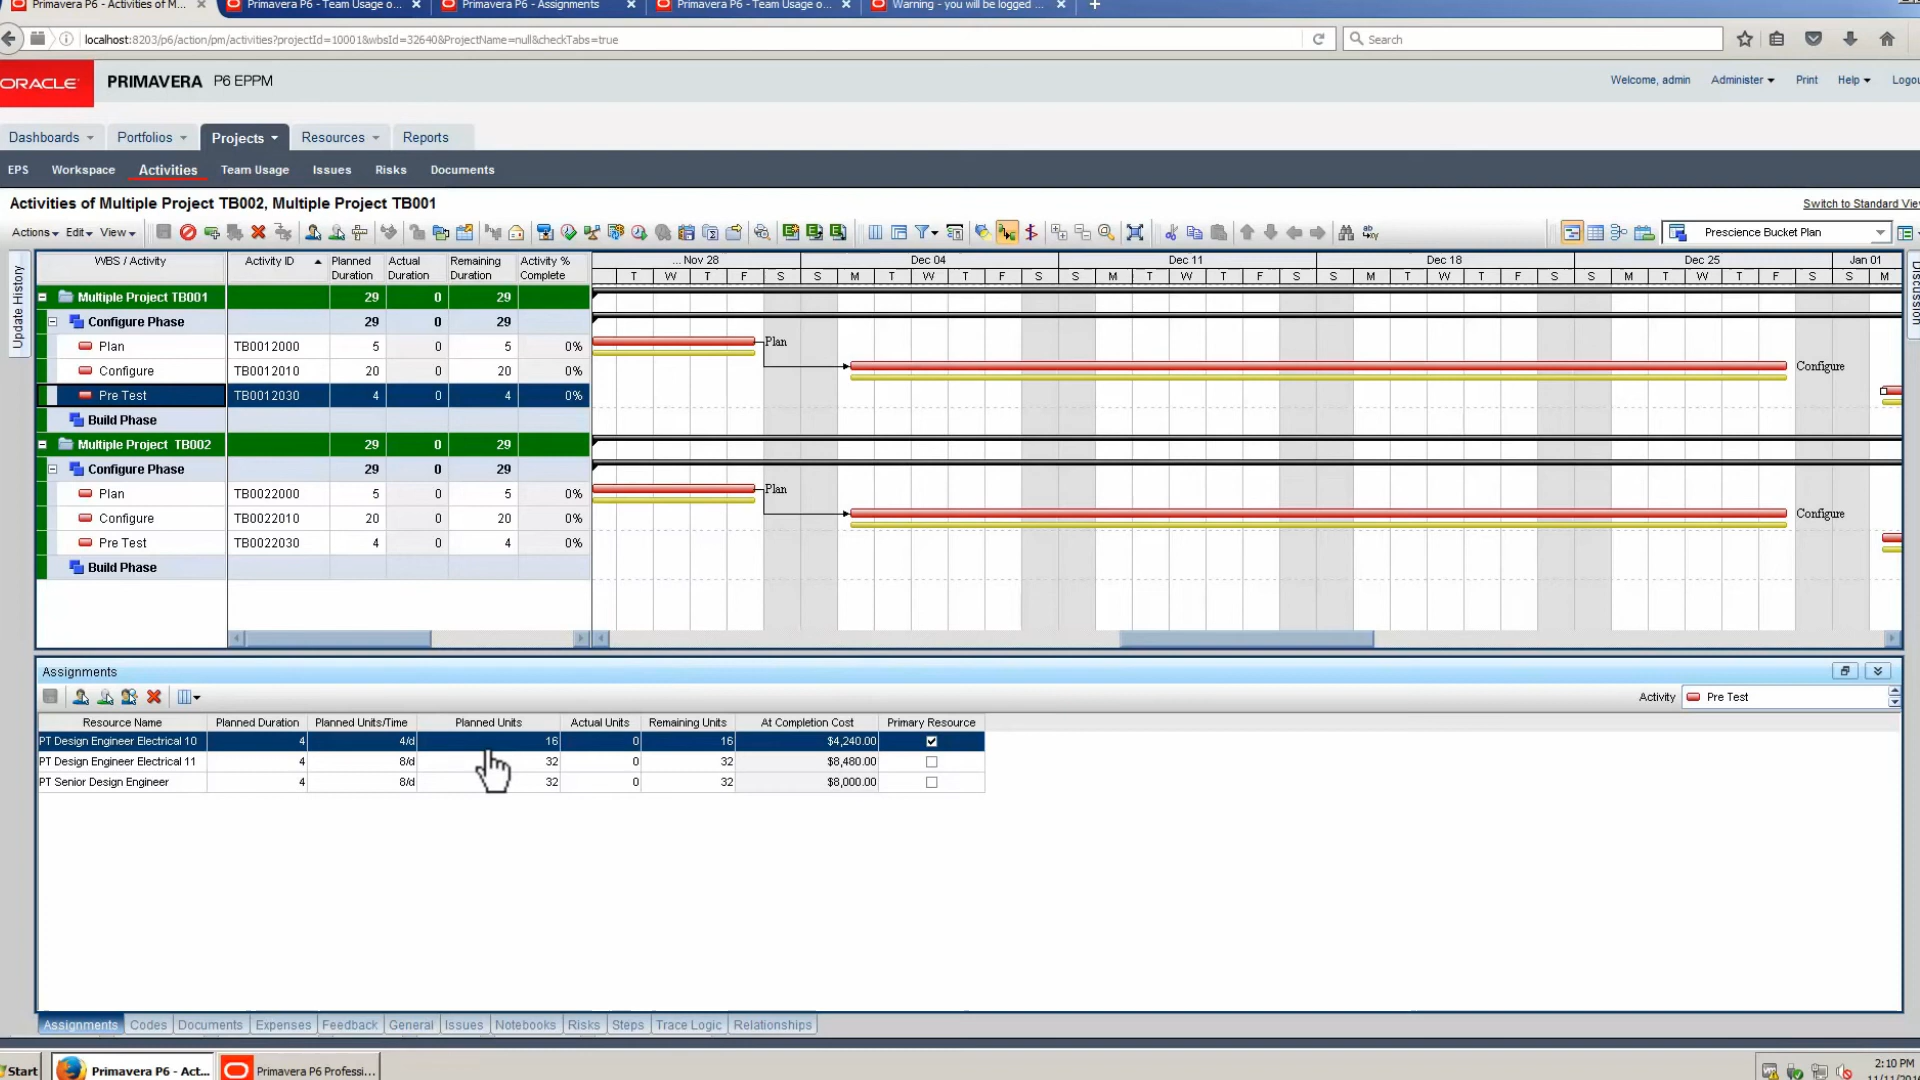 Primavera P6 - Activities of M... Primavera P6 - Team Usage o... Primavera P6 - Assignments Primavera P6 - Team Usage o... Warning - you will be logged ...
localhost:8203/p6/action/pm/activities?projectId=10001&wbsId=32640&ProjectName=null&checkTabs=true Search
ORACLE PRIMAVERA P6 EPPM Welcome, admin Administer Print Help Logou
Dashboards Portfolios Projects Resources Reports
EPS Workspace Activities Team Usage Issues Risks Documents
Activities of Multiple Project TB002, Multiple Project TB001 Switch to Standard Vie
Actions Edit View Prescience Bucket Plan
WBS / Activity Activity ID Planned Duration Actual Duration Remaining Duration Activity % Complete
... Nov 28 Dec 04 Dec 11 Dec 18 Dec 25 Jan 01
T W T F S S M T W T F S S M T W T F S S M T W T F S S M T W T F S S M
Update History
Discussion
Multiple Project TB001 29 0 29
Configure Phase 29 0 29
Plan TB0012000 5 0 5 0% Plan
Configure TB0012010 20 0 20 0% Configure
Pre Test TB0012030 4 0 4 0%
Build Phase
Multiple Project TB002 29 0 29
Configure Phase 29 0 29
Plan TB0022000 5 0 5 0% Plan
Configure TB0022010 20 0 20 0% Configure
Pre Test TB0022030 4 0 4 0%
Build Phase
Assignments
Activity Pre Test
Resource Name Planned Duration Planned Units/Time Planned Units Actual Units Remaining Units At Completion Cost Primary Resource
PT Design Engineer Electrical 10 4 4/d 16 0 16 $4,240.00
PT Design Engineer Electrical 11 4 8/d 32 0 32 $8,480.00
PT Senior Design Engineer 4 8/d 32 0 32 $8,000.00
Assignments Codes Documents Expenses Feedback General Issues Notebooks Risks Steps Trace Logic Relationships
Start Primavera P6 - Act... Primavera P6 Professi... 2:10 PM